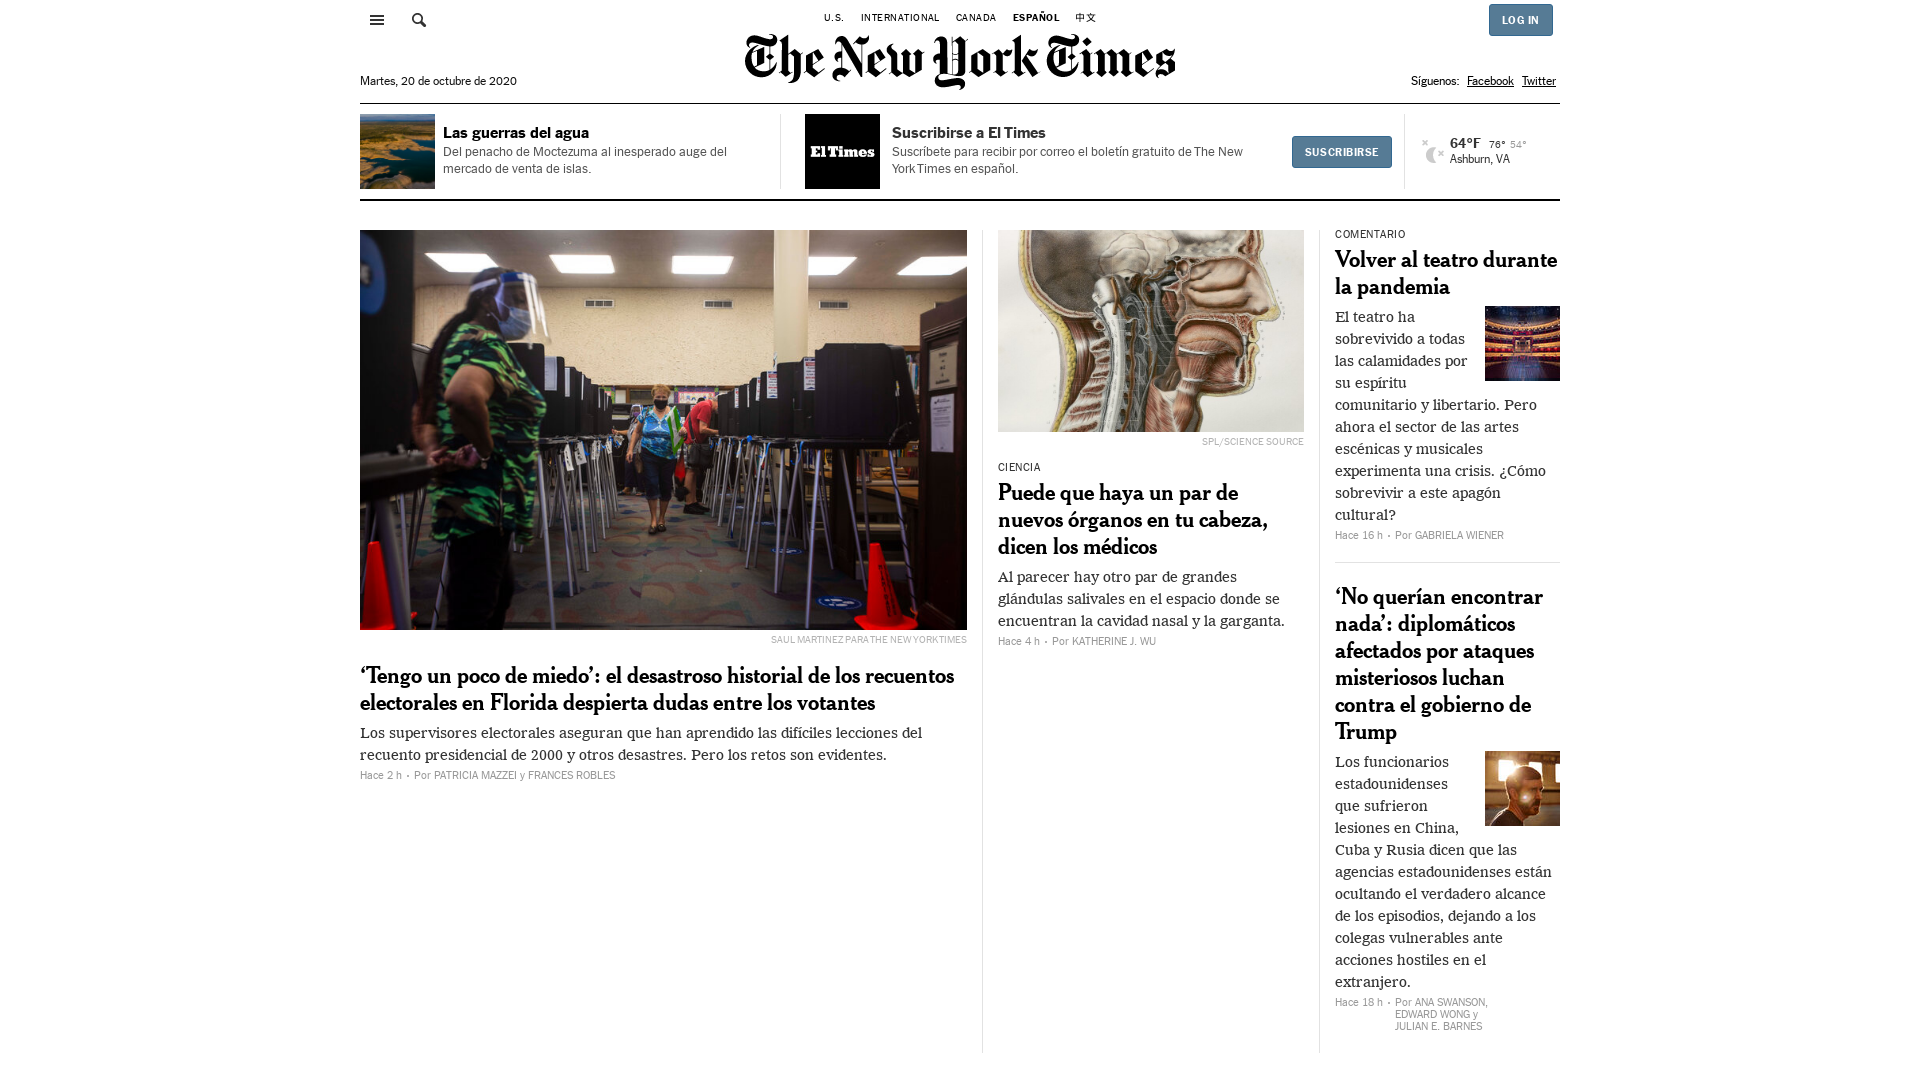 U.S. INTERNATIONAL CANADA ESPAÑOL 中文
LOG IN
The New York Times
Martes, 20 de octubre de 2020
Síguenos: Facebook Twitter
Las guerras del agua
Del penacho de Moctezuma al inesperado auge del
mercado de venta de islas.
El Times
Suscribirse a El Times
Suscríbete para recibir por correo el boletín gratuito de The New
York Times en español.
SUSCRIBIRSE
64°F 76° 54°
Ashburn, VA
SAUL MARTINEZ PARA THE NEW YORK TIMES
‘Tengo un poco de miedo’: el desastroso historial de los recuentos
electorales en Florida despierta dudas entre los votantes
Los supervisores electorales aseguran que han aprendido las difíciles lecciones del
recuento presidencial de 2000 y otros desastres. Pero los retos son evidentes.
Hace 2 h • Por PATRICIA MAZZEI y FRANCES ROBLES
SPL/SCIENCE SOURCE
CIENCIA
Puede que haya un par de
nuevos órganos en tu cabeza,
dicen los médicos
Al parecer hay otro par de grandes
glándulas salivales en el espacio donde se
encuentran la cavidad nasal y la garganta.
Hace 4 h • Por KATHERINE J. WU
COMENTARIO
Volver al teatro durante
la pandemia
El teatro ha
sobrevivido a todas
las calamidades por
su espíritu
comunitario y libertario. Pero
ahora el sector de las artes
escénicas y musicales
experimenta una crisis. ¿Cómo
sobrevivir a este apagón
cultural?
Hace 16 h • Por GABRIELA WIENER
‘No querían encontrar
nada’: diplomáticos
afectados por ataques
misteriosos luchan
contra el gobierno de
Trump
Los funcionarios
estadounidenses
que sufrieron
lesiones en China,
Cuba y Rusia dicen que las
agencias estadounidenses están
ocultando el verdadero alcance
de los episodios, dejando a los
colegas vulnerables ante
acciones hostiles en el
extranjero.
Hace 18 h • Por ANA SWANSON,
EDWARD WONG y
JULIAN E. BARNES